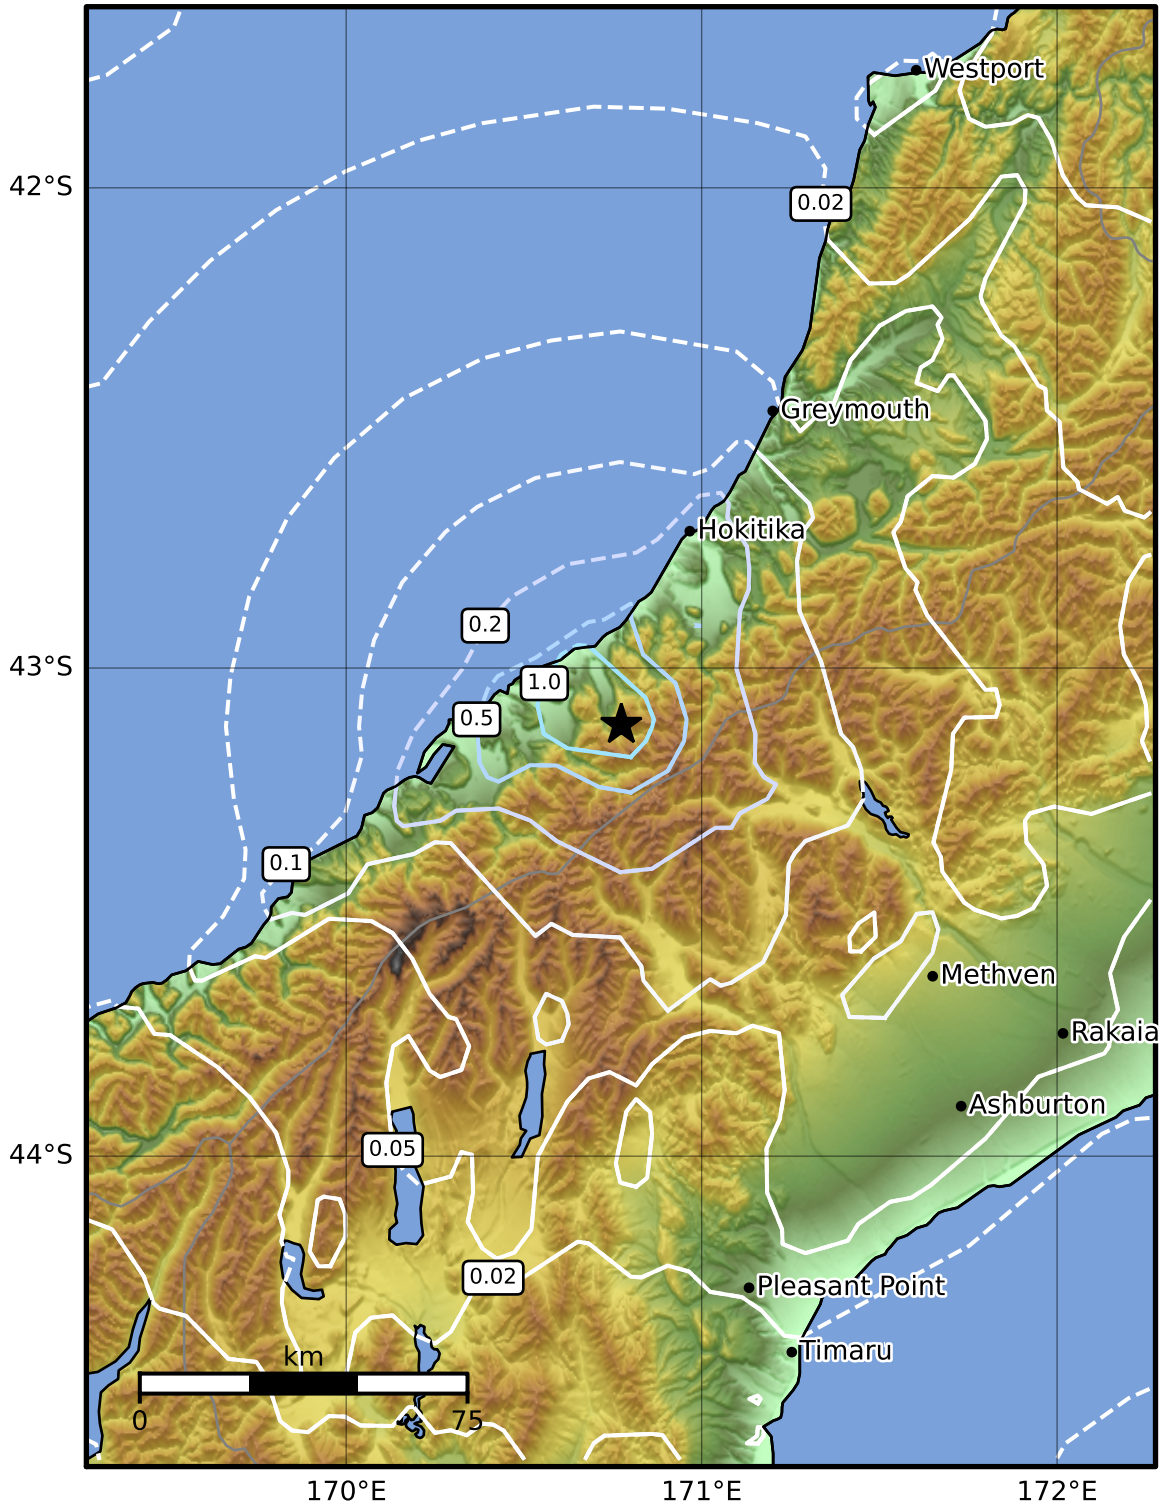 Westport
42°S
0.02
Greymouth
Hokitika
0.2
43°S
1.0
0.5
0.1
Methven
Rakaia
Ashburton
0.05
44°S
0.02
Pleasant Point
Timaru
km
0 75
170°E 171°E 172°E